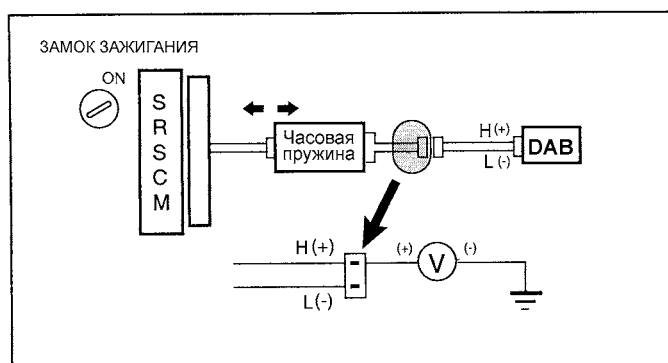 ЗАМОК ЗАЖИГАНИЯ
ON
S
R
S
C
M
Часовая
пружина
H (+)
L (-)
DAB
H (+)
L (-)
(+)
V
(-)